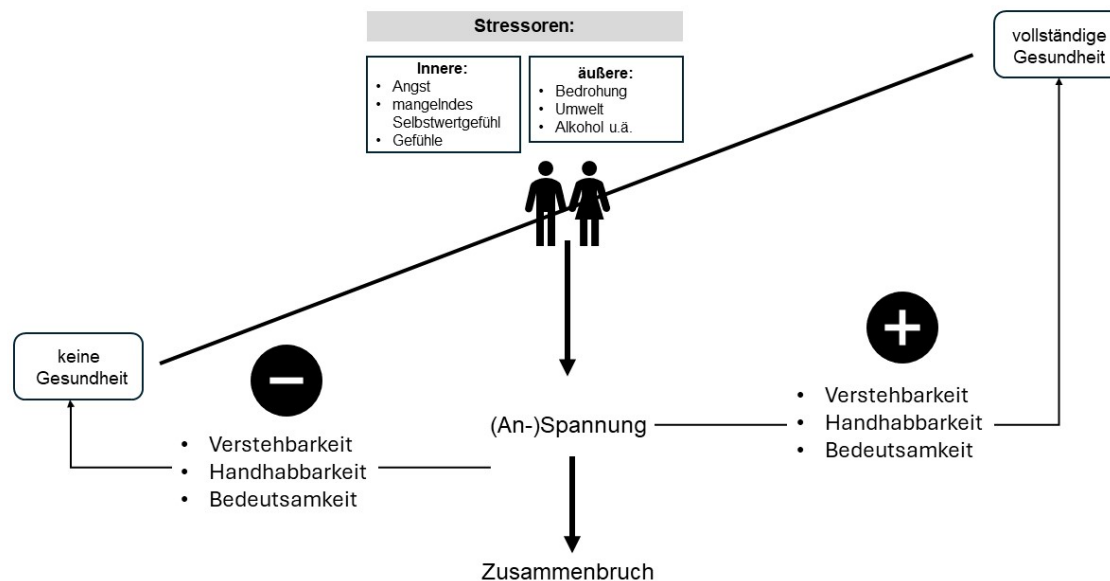 Stressoren:
Innere:
• Angst
• mangelndes
Selbstwertgefühl
• Gefühle
äußere:
• Bedrohung
• Umwelt
• Alkohol u.ä.
vollständige
Gesundheit
keine
Gesundheit
• Verstehbarkeit
• Handhabbarkeit
• Bedeutsamkeit
(An-)Spannung
• Verstehbarkeit
• Handhabbarkeit
• Bedeutsamkeit
Zusammenbruch